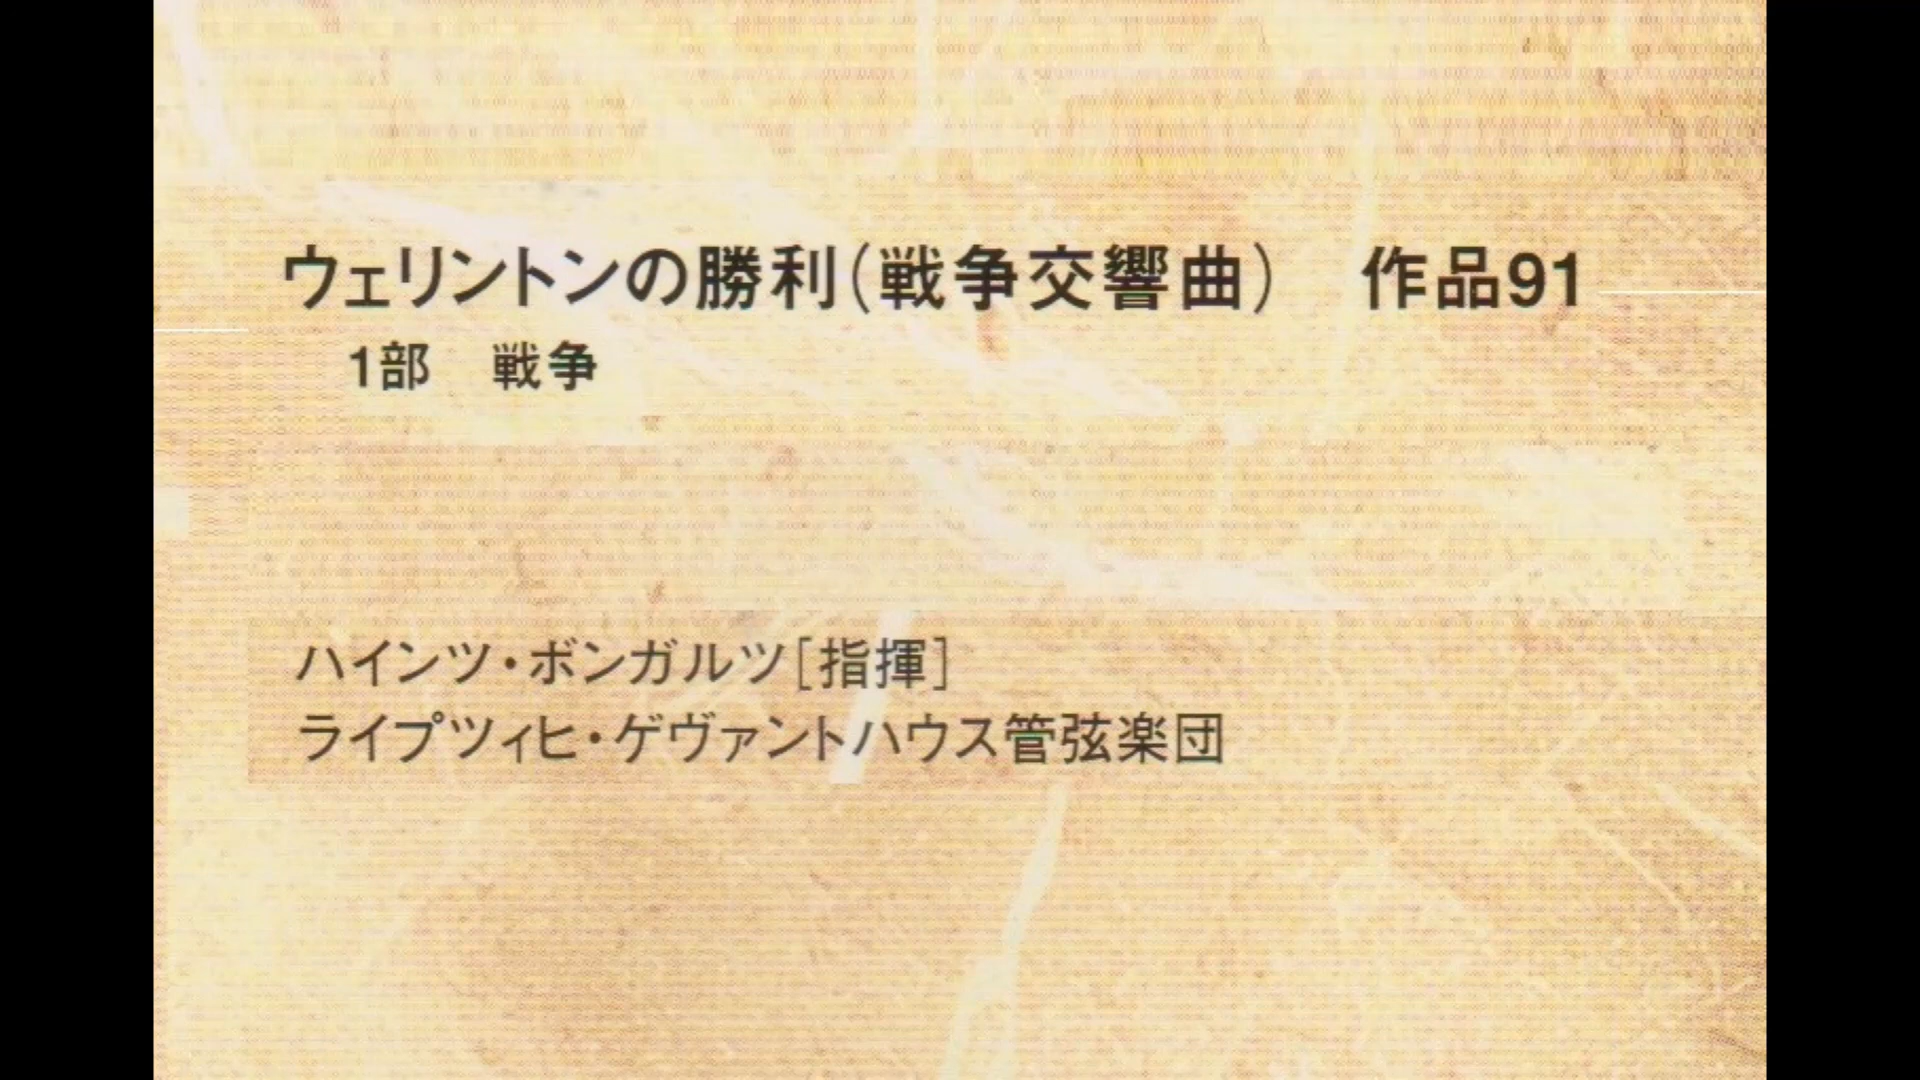 ウェリントンの勝利(戦争交響曲)　作品91
1部　戦争
ハインツ・ボンガルツ[指揮]
ライプツィヒ・ゲヴァントハウス管弦楽団